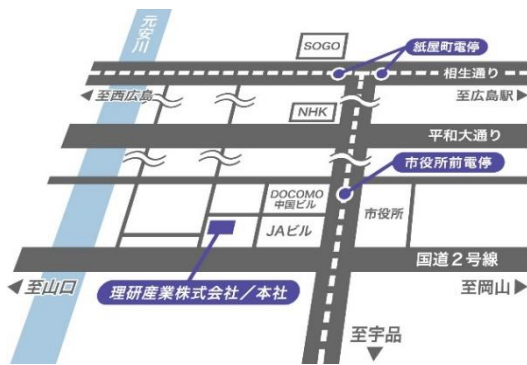 元安川
SOGO
紙屋町電停
相生通り
至西広島
至広島駅
NHK
平和大通り
市役所前電停
DOCOMO
中国ビル
市役所
JAビル
国道2号線
至山口
理研産業株式会社／本社
至岡山
至宇品